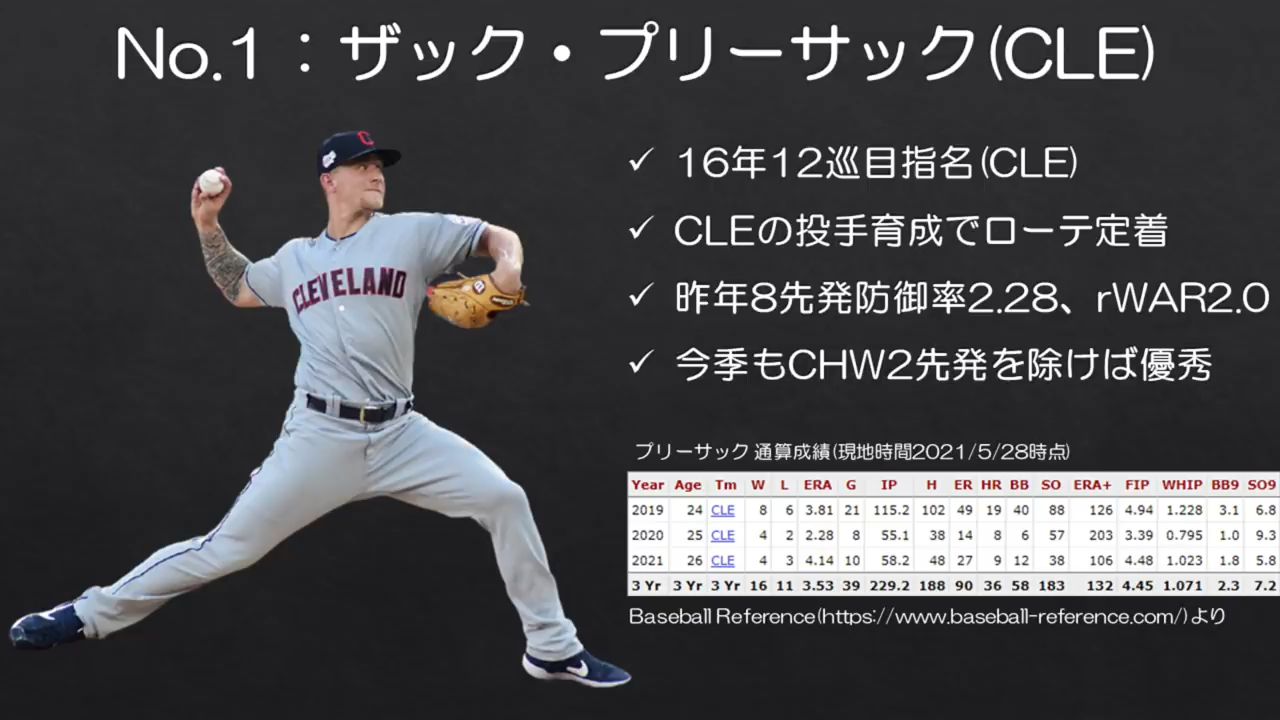 No.1：ザック・プリーサック(CLE)
✓ 16年12巡目指名(CLE)
✓ CLEの投手育成でローテ定着
✓ 昨年8先発防御率2.28、rWAR2.0
✓ 今季もCHW2先発を除けば優秀
C
CLEVELAND
プリーサック 通算成績(現地時間2021/5/28時点)
Year Age Tm W L ERA G IP H ER HR BB SO ERA+ FIP WHIP BB9 SO9
2019 24 CLE 8 6 3.81 21 115.2 102 49 19 40 88 126 4.94 1.228 3.1 6.8
2020 25 CLE 4 2 2.28 8 55.1 38 14 8 6 57 203 3.39 0.795 1.0 9.3
2021 26 CLE 4 3 4.14 10 58.2 48 27 9 12 38 106 4.48 1.023 1.8 5.8
3 Yr 3 Yr 3 Yr 16 11 3.53 39 229.2 188 90 36 58 183 132 4.45 1.071 2.3 7.2
Baseball Reference(https://www.baseball-reference.com/)より